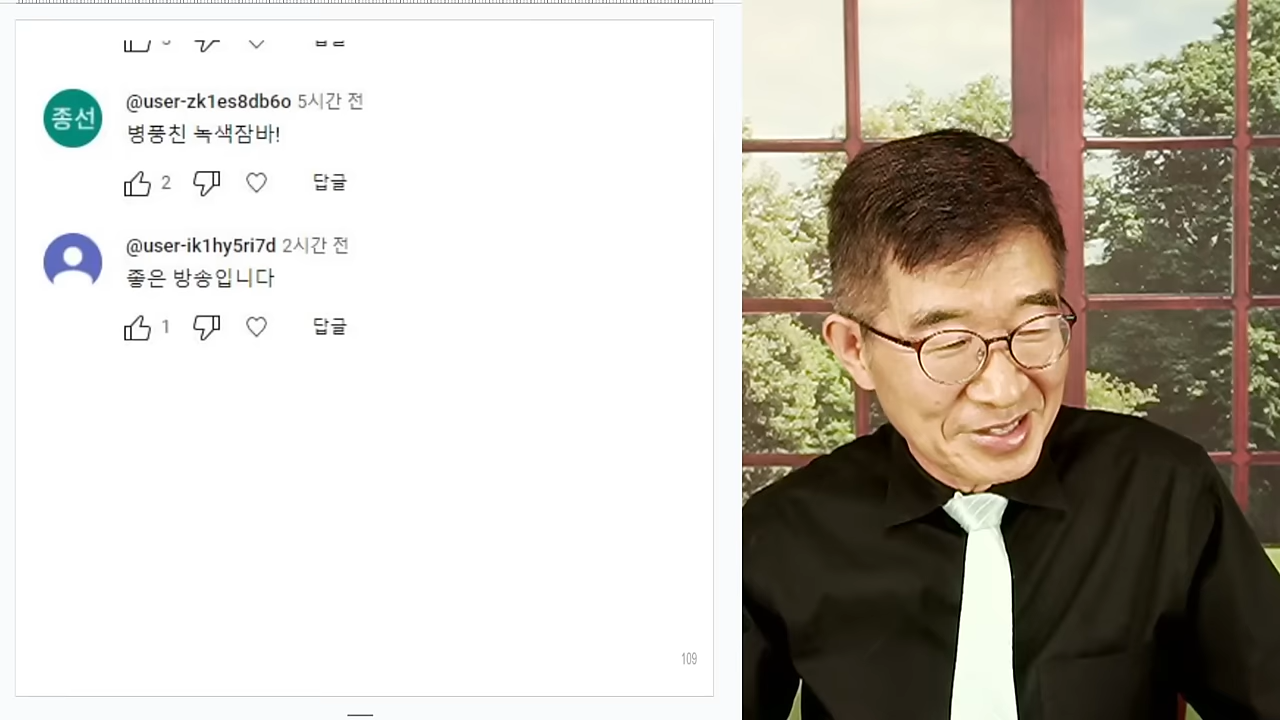 @user-zk1es8db6o 5시간 전
종선
병풍친 녹색잠바!
2
답글
@user-ik1hy5ri7d 2시간 전
좋은 방송입니다
1
답글
109